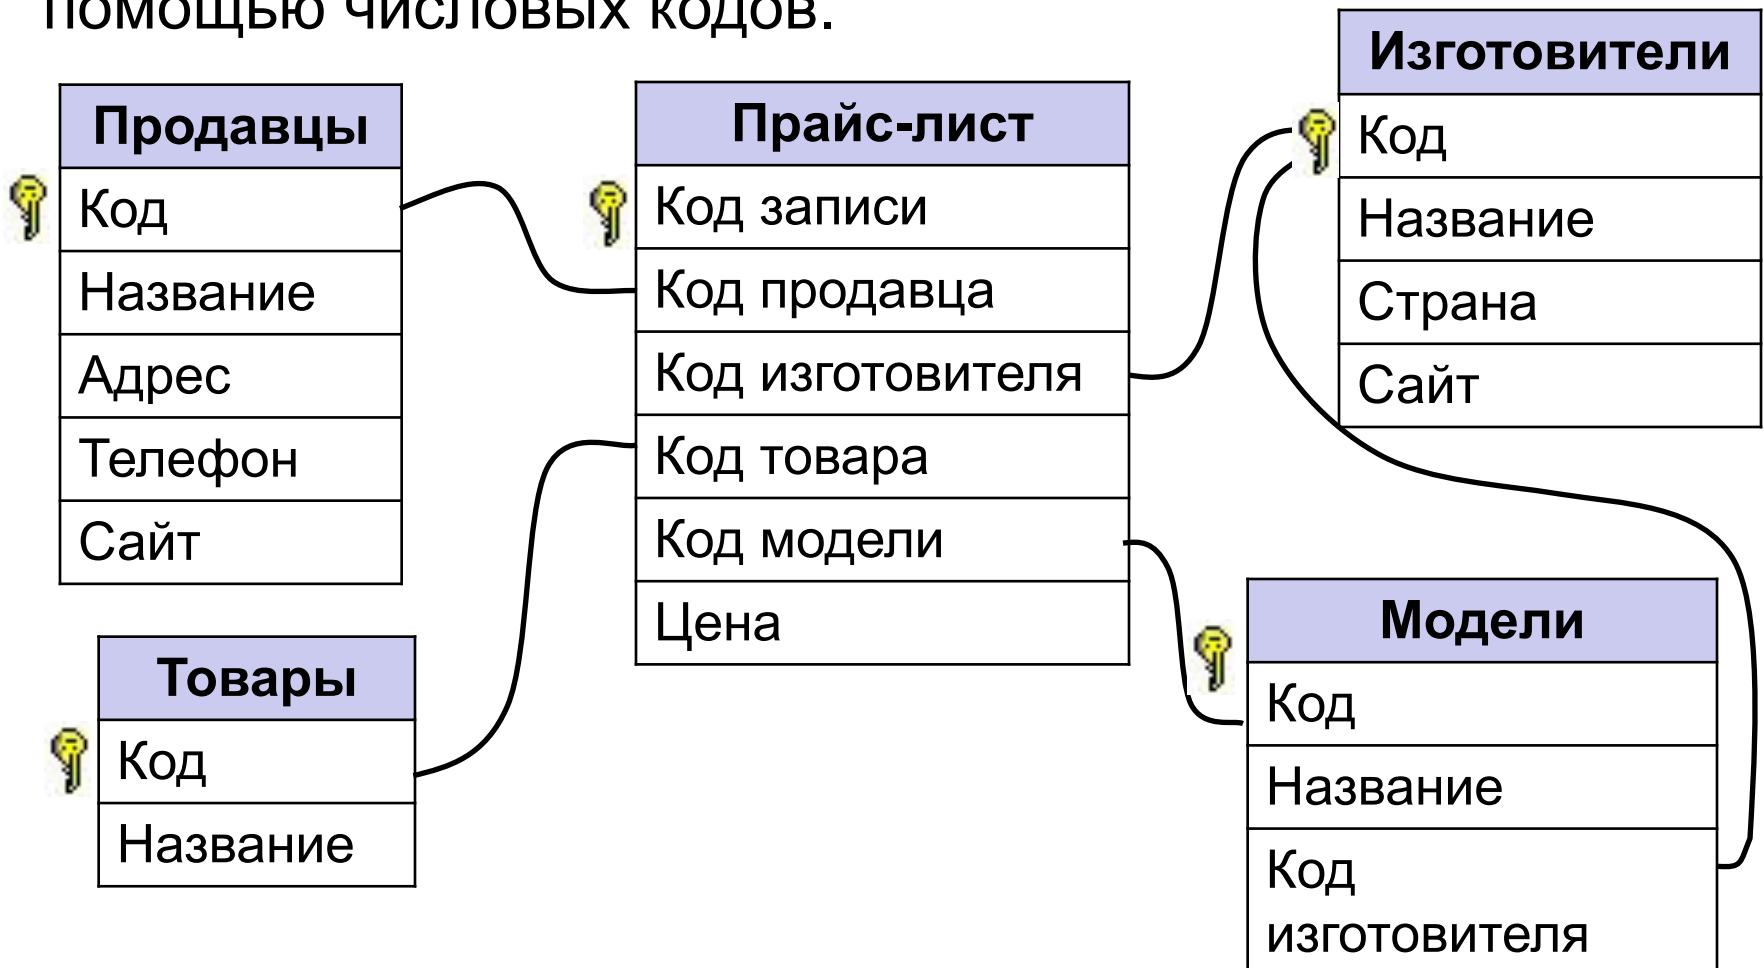 помощью числовых кодов.
Продавцы
Код
Название
Адрес
Телефон
Сайт
Товары
Код
Название
Прайс-лист
Код записи
Код продавца
Код изготовителя
Код товара
Код модели
Цена
Изготовители
Код
Название
Страна
Сайт
Модели
Код
Название
Код
изготовителя